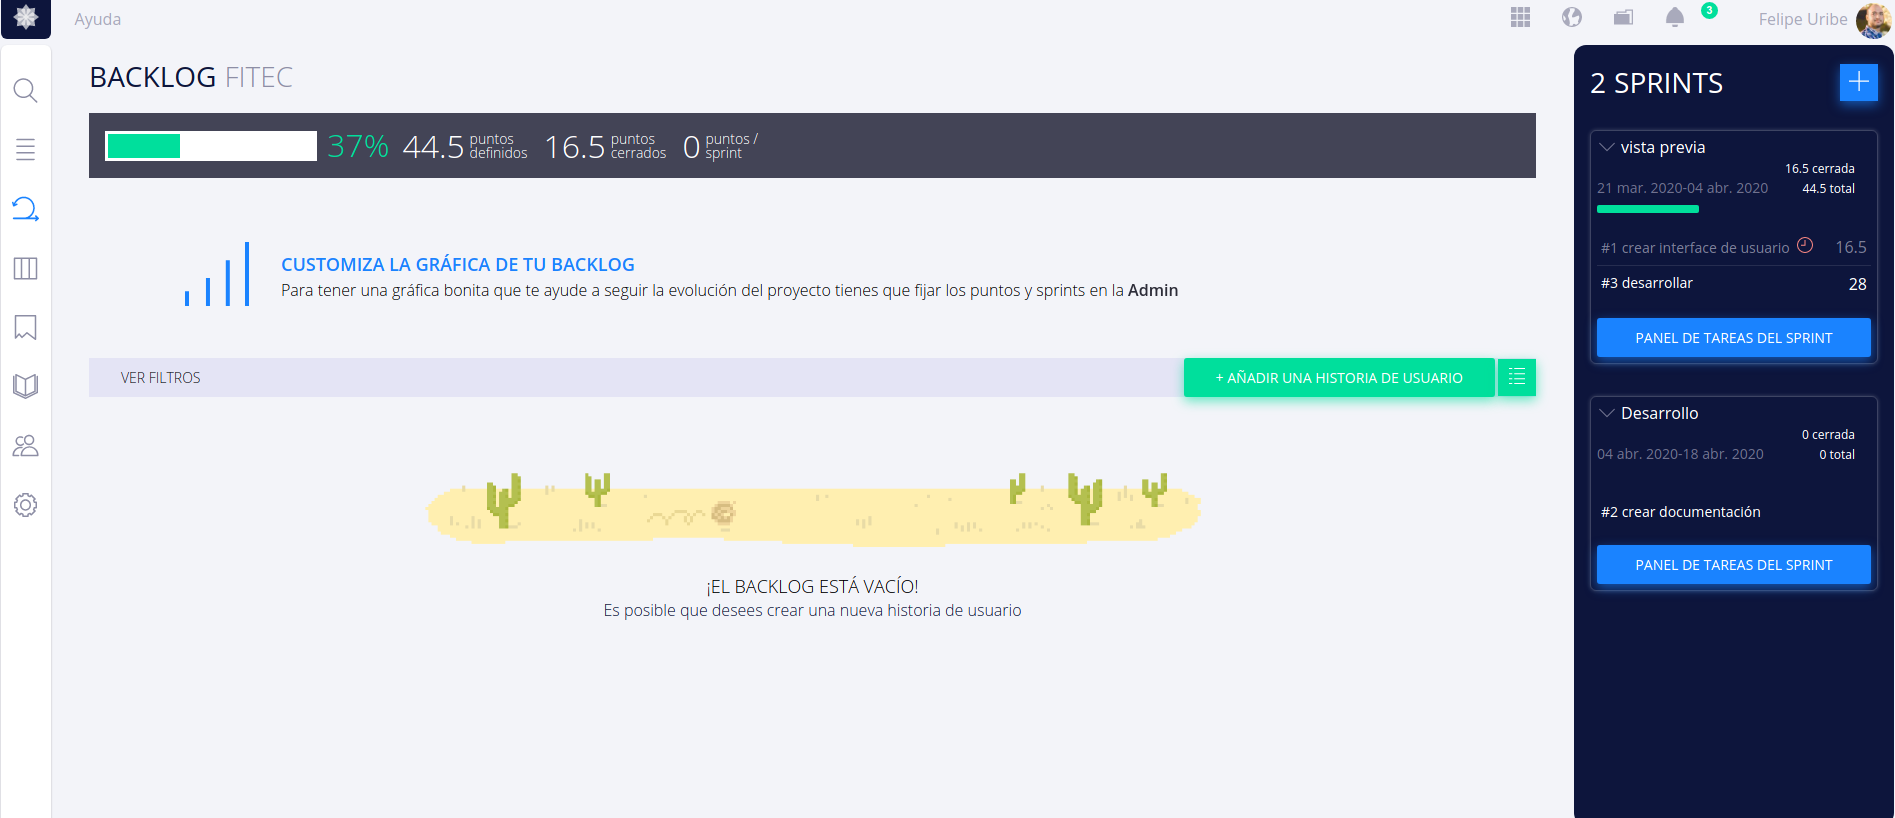 Ayuda
3
Felipe Uribe
BACKLOG FITEC
37%
44.5 puntos definidos
16.5 puntos cerrados
0 puntos / sprint
CUSTOMIZA LA GRÁFICA DE TU BACKLOG
Para tener una gráfica bonita que te ayude a seguir la evolución del proyecto tienes que fijar los puntos y sprints en la Admin
VER FILTROS
+ AÑADIR UNA HISTORIA DE USUARIO
¡EL BACKLOG ESTÁ VACÍO!
Es posible que desees crear una nueva historia de usuario
2 SPRINTS
vista previa
16.5 cerrada
21 mar. 2020-04 abr. 2020
44.5 total
#1 crear interface de usuario 16.5
#3 desarrollar 28
PANEL DE TAREAS DEL SPRINT
Desarrollo
0 cerrada
04 abr. 2020-18 abr. 2020
0 total
#2 crear documentación
PANEL DE TAREAS DEL SPRINT